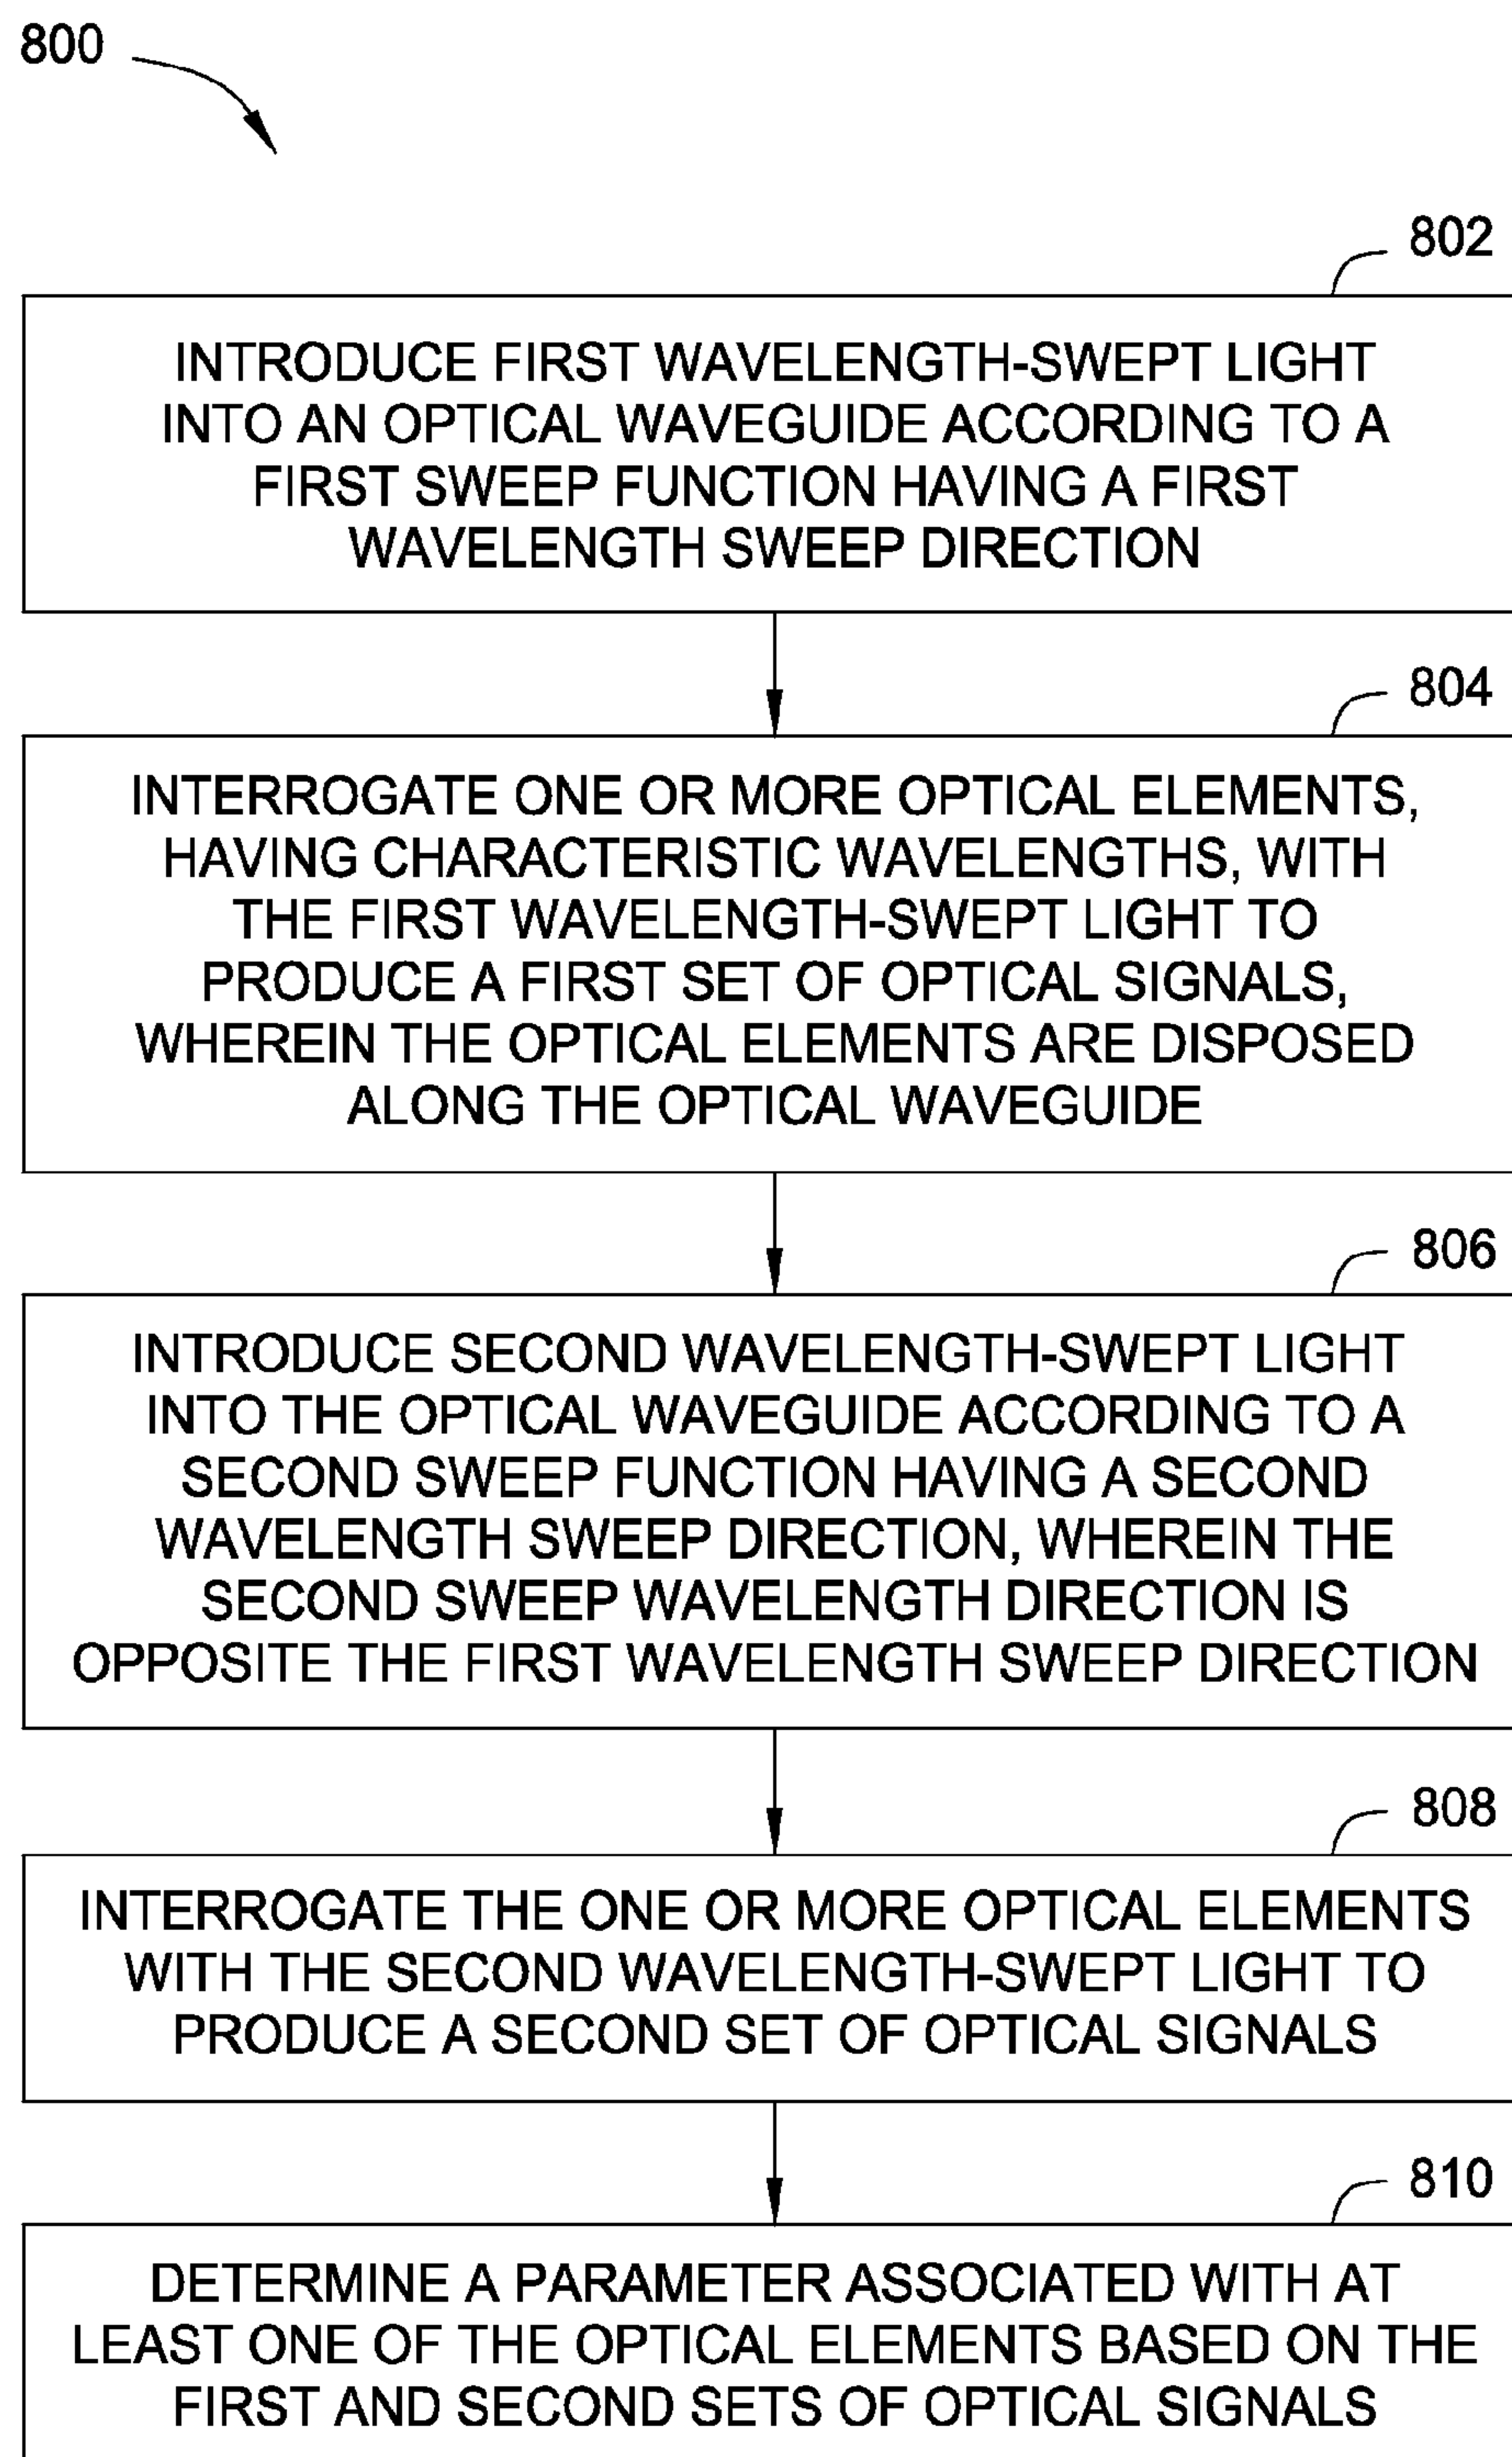 800
802
INTRODUCE FIRST WAVELENGTH-SWEPT LIGHT
INTO AN OPTICAL WAVEGUIDE ACCORDING TO A
FIRST SWEEP FUNCTION HAVING A FIRST
WAVELENGTH SWEEP DIRECTION
804
INTERROGATE ONE OR MORE OPTICAL ELEMENTS,
HAVING CHARACTERISTIC WAVELENGTHS, WITH
THE FIRST WAVELENGTH-SWEPT LIGHT TO
PRODUCE A FIRST SET OF OPTICAL SIGNALS,
WHEREIN THE OPTICAL ELEMENTS ARE DISPOSED
ALONG THE OPTICAL WAVEGUIDE
806
INTRODUCE SECOND WAVELENGTH-SWEPT LIGHT
INTO THE OPTICAL WAVEGUIDE ACCORDING TO A
SECOND SWEEP FUNCTION HAVING A SECOND
WAVELENGTH SWEEP DIRECTION, WHEREIN THE
SECOND SWEEP WAVELENGTH DIRECTION IS
OPPOSITE THE FIRST WAVELENGTH SWEEP DIRECTION
808
INTERROGATE THE ONE OR MORE OPTICAL ELEMENTS
WITH THE SECOND WAVELENGTH-SWEPT LIGHT TO
PRODUCE A SECOND SET OF OPTICAL SIGNALS
810
DETERMINE A PARAMETER ASSOCIATED WITH AT
LEAST ONE OF THE OPTICAL ELEMENTS BASED ON THE
FIRST AND SECOND SETS OF OPTICAL SIGNALS